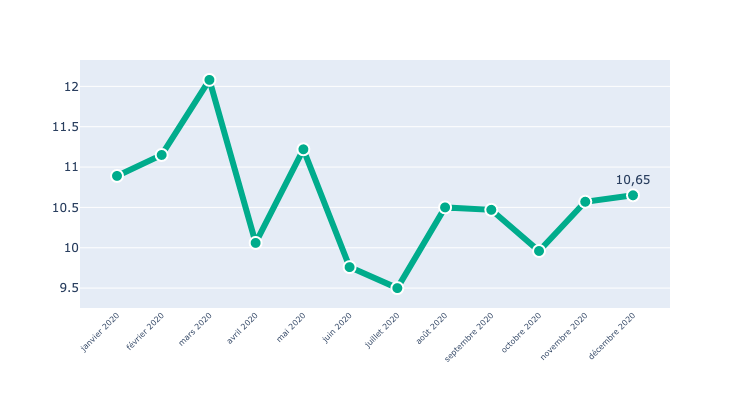 12
11.5
11
10.5
10
9.5
10,65
janvier 2020
février 2020
mars 2020
avril 2020
mai 2020
juin 2020
juillet 2020
août 2020
septembre 2020
octobre 2020
novembre 2020
décembre 2020